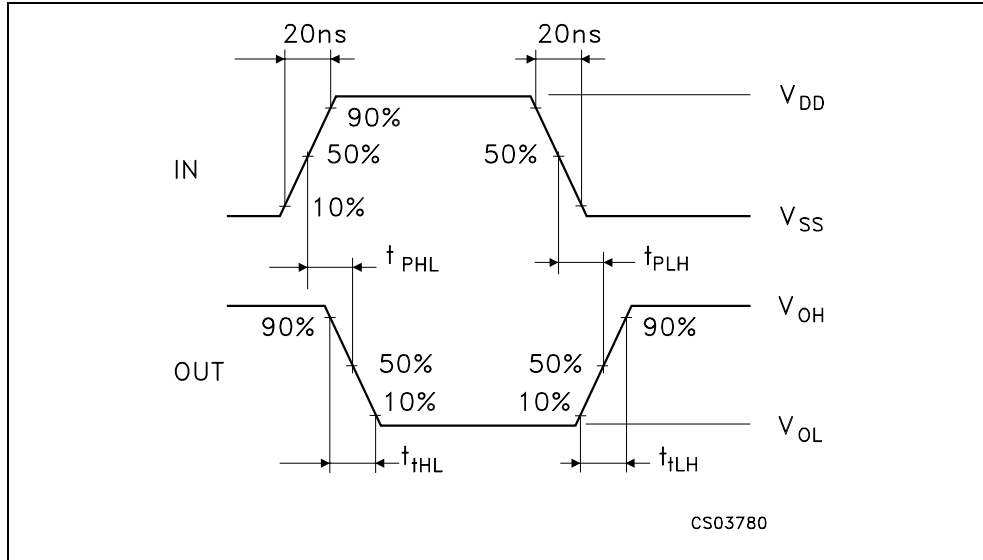 20ns
20ns
V_DD
90%
50%
50%
IN
10%
V_SS
t_PHL
t_PLH
V_OH
90%
90%
50%
50%
OUT
10%
10%
V_OL
t_tHL
t_tLH
CS03780